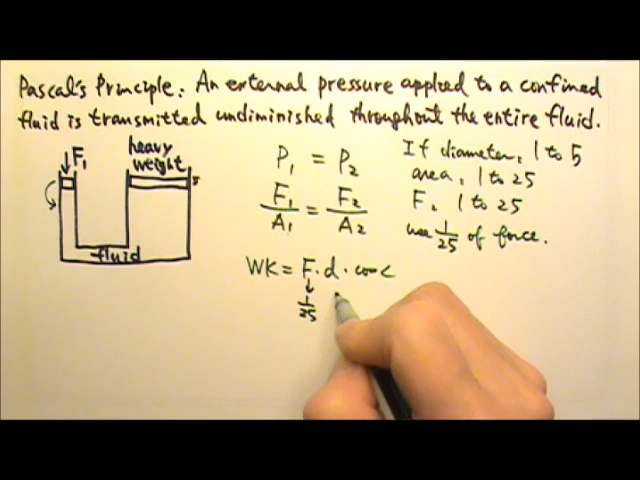 Pascal's Principle: An external pressure applied to a confined
fluid is transmitted undiminished throughout the entire fluid.
F₁
heavy
weight
fluid
P₁ = P₂
F₁/A₁ = F₂/A₂
If diameter, 1 to 5
area, 1 to 25
F, 1 to 25
use 1/25 of force.
WK = F · d · cos
↓
1/25